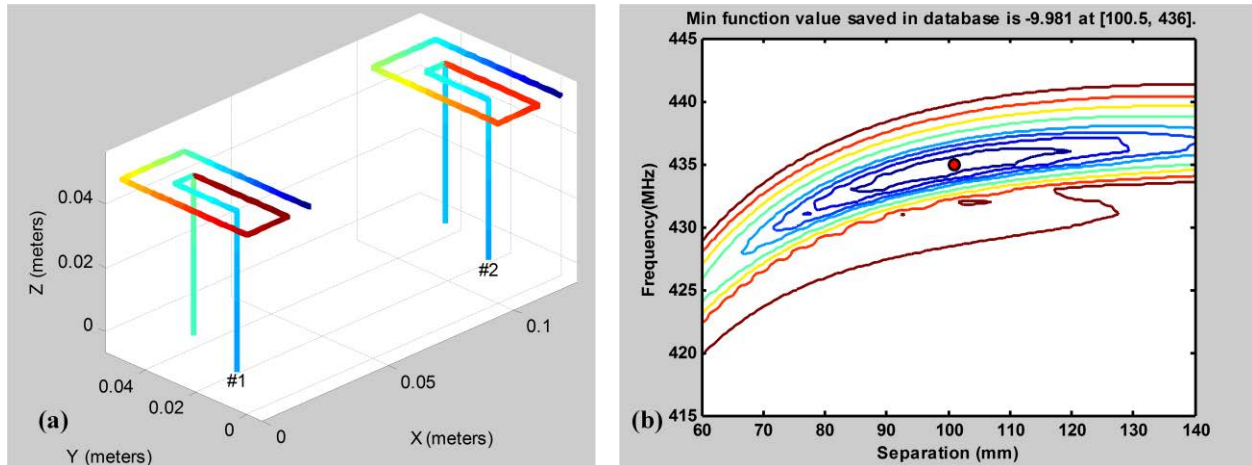 Z (meters)
0.04
0.02
0
#1
#2
0.04
0.02
0
0
0.05
0.1
Y (meters)
X (meters)
(a)
Min function value saved in database is -9.981 at [100.5, 436].
Frequency(MHz)
445
440
435
430
425
420
415
60 70 80 90 100 110 120 130 140
Separation (mm)
(b)